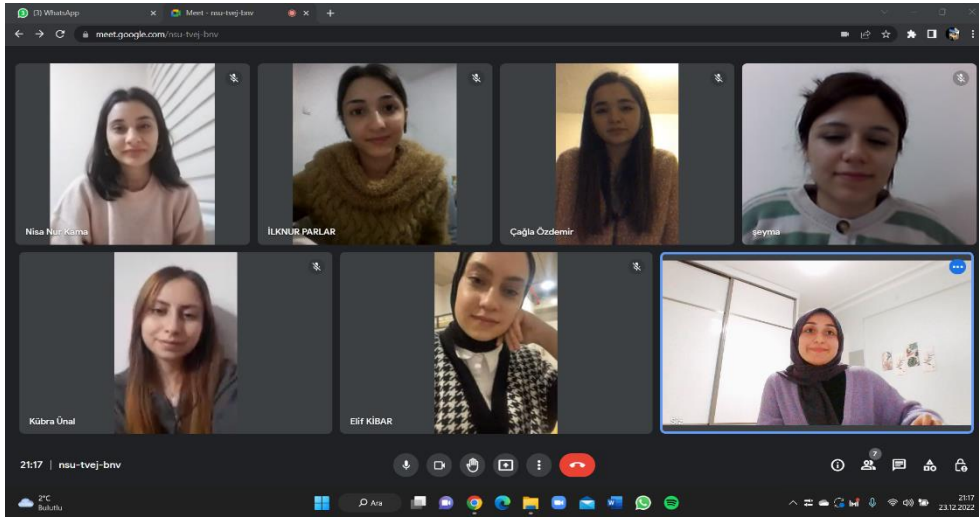 (3) WhatsApp
Meet - nsu-tvej-bnv
meet.google.com/nsu-tvej-bnv
Nisa Nur Kama
İLKNUR PARLAR
Çağla Özdemir
şeyma
Kübra Ünal
Elif KİBAR
21:17 | nsu-tvej-bnv
7
2°C
Bulutlu
Ara
21:17
23.12.2022